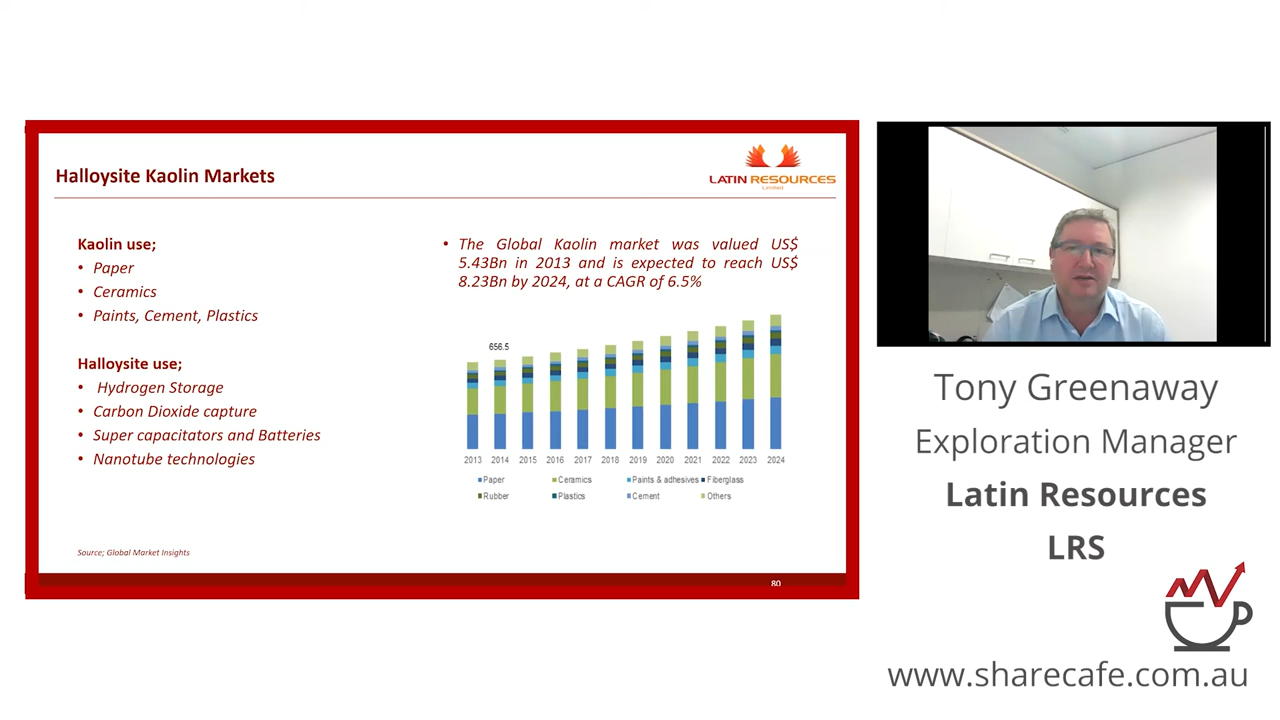 Halloysite Kaolin Markets
LATIN RESOURCES
Limited
Kaolin use;
• Paper
• Ceramics
• Paints, Cement, Plastics
Halloysite use;
• Hydrogen Storage
• Carbon Dioxide capture
• Super capacitators and Batteries
• Nanotube technologies
• The Global Kaolin market was valued US$
5.43Bn in 2013 and is expected to reach US$
8.23Bn by 2024, at a CAGR of 6.5%
656.5
2013 2014 2015 2016 2017 2018 2019 2020 2021 2022 2023 2024
Paper Ceramics Paints & adhesives Fiberglass
Rubber Plastics Cement Others
Source; Global Market Insights
80
Tony Greenaway
Exploration Manager
Latin Resources
LRS
www.sharecafe.com.au